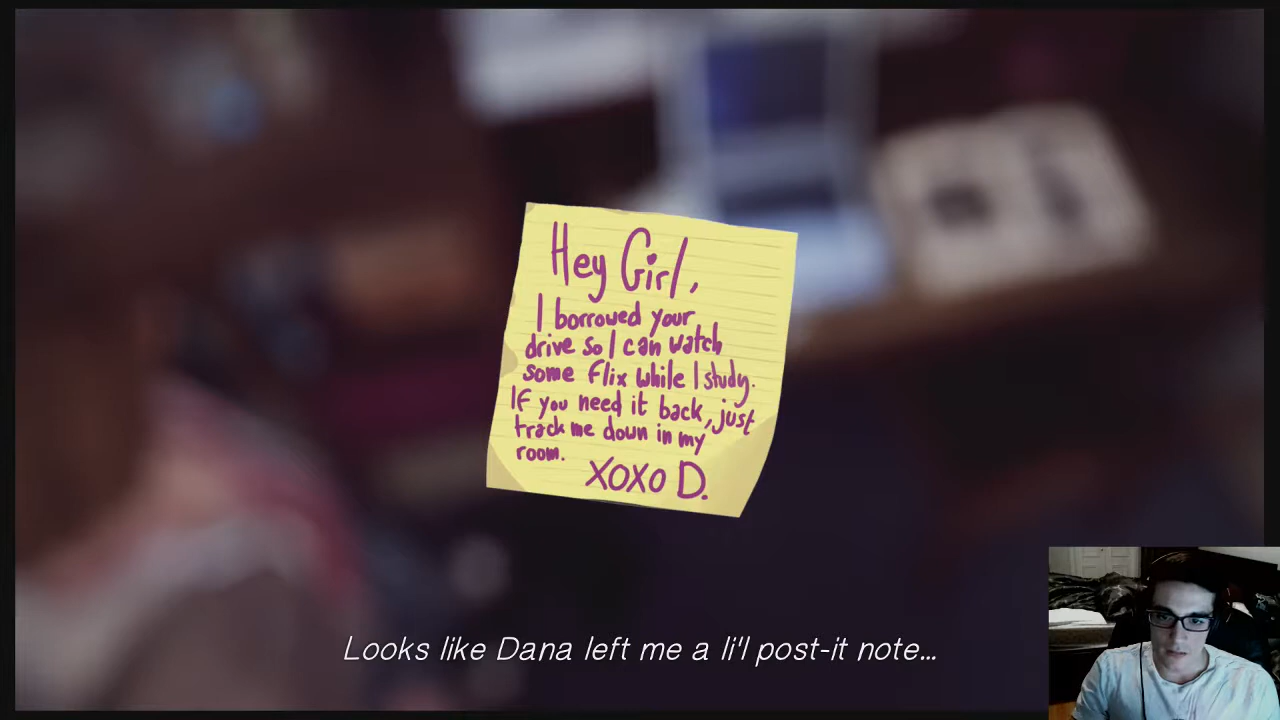 Hey Girl,
I borrowed your
drive so I can watch
some flix while I study.
If you need it back, just
track me down in my
room.
XOXO D.
Looks like Dana left me a li'l post-it note...